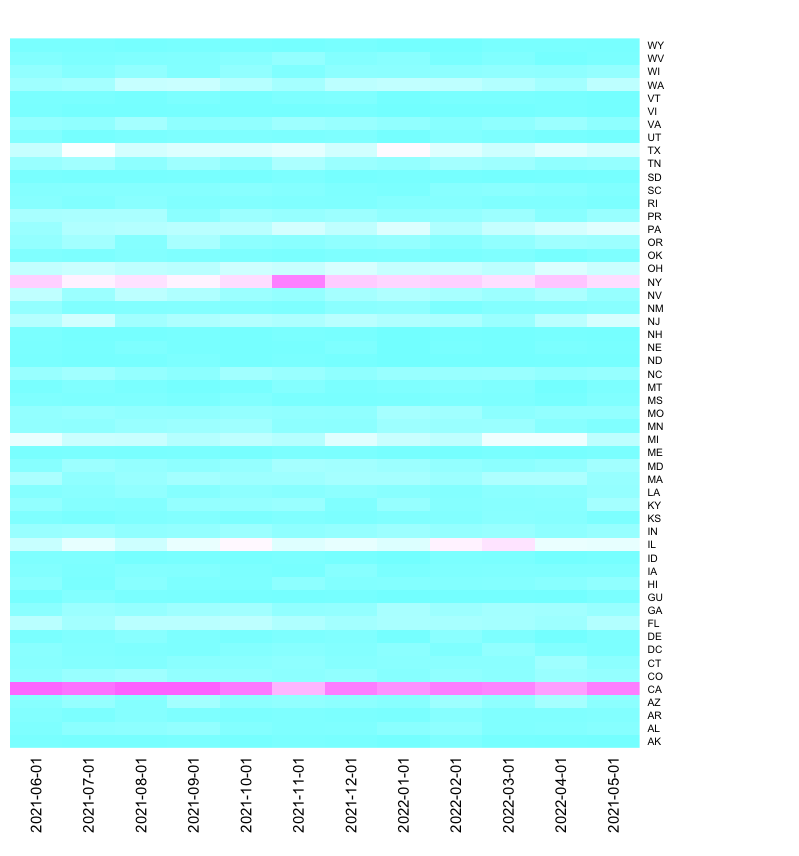 WY
WV
WI
WA
VT
VI
VA
UT
TX
TN
SD
SC
RI
PR
PA
OR
OK
OH
NY
NV
NM
NJ
NH
NE
ND
NC
MT
MS
MO
MN
MI
ME
MD
MA
LA
KY
KS
IN
IL
ID
IA
HI
GU
GA
FL
DE
DC
CT
CO
CA
AZ
AR
AL
AK
2021-06-01
2021-07-01
2021-08-01
2021-09-01
2021-10-01
2021-11-01
2021-12-01
2022-01-01
2022-02-01
2022-03-01
2022-04-01
2021-05-01